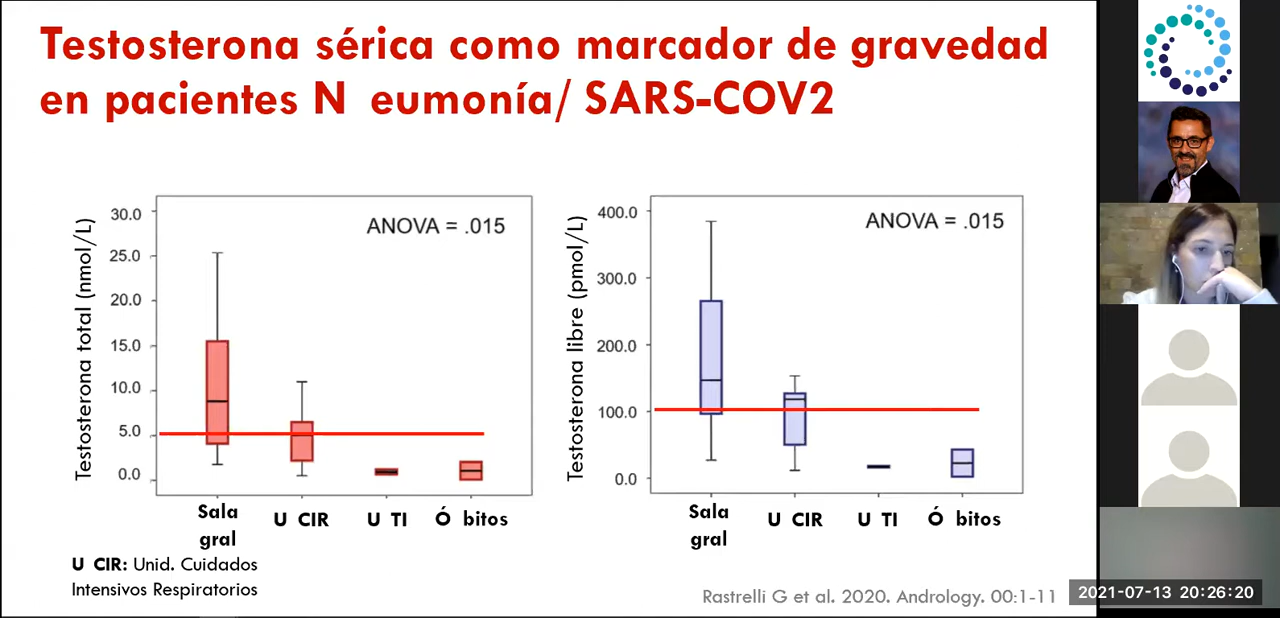 Testosterona sérica como marcador de gravedad
en pacientes N eumonía/ SARS-COV2
Testosterona total (nmol/L)
30.0
25.0
20.0
15.0
10.0
5.0
0.0
ANOVA = .015
Sala
gral
U CIR
U TI
Ó bitos
Testosterona libre (pmol/L)
400.0
300.0
200.0
100.0
0.0
ANOVA = .015
Sala
gral
U CIR
U TI
Ó bitos
U CIR: Unid. Cuidados
Intensivos Respiratorios
Rastrelli G et al. 2020. Andrology. 00:1-11
2021-07-13 20:26:20